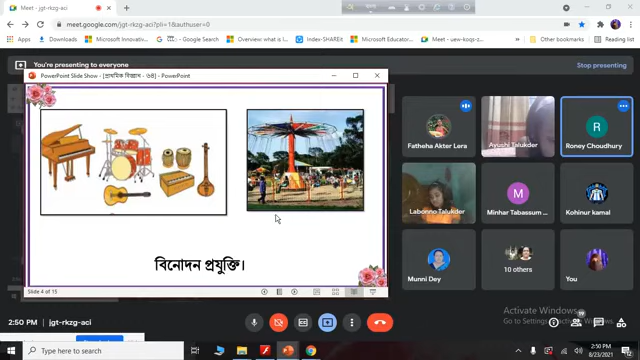 Meet - jgt-rkzg-aci
meet.google.com/jgt-rkzg-aci?pli=1&authuser=0
Apps
Downloads
Microsoft Innovativ...
G : : Google Search
Overview: what is I...
Index-SHAREit
Microsoft Educator...
Meet – uew-koqs-z...
Other bookmarks
Reading list
You're presenting to everyone
Stop presenting
PowerPoint Slide Show - [প্রাথমিক বিজ্ঞান - ৬৪] - PowerPoint
বিনোদন প্রযুক্তি।
Slide 4 of 15
Fatheha Akter Lera
Ayushi Talukder
R
Roney Choudhury
Labonno Talukder
M
Minhar Tabassum ...
Kohinur kamal
Munni Dey
10 others
You
Activate Windows
Go to Settings to
2:50 PM
jgt-rkzg-aci
Type here to search
2:50 PM
8/23/2021